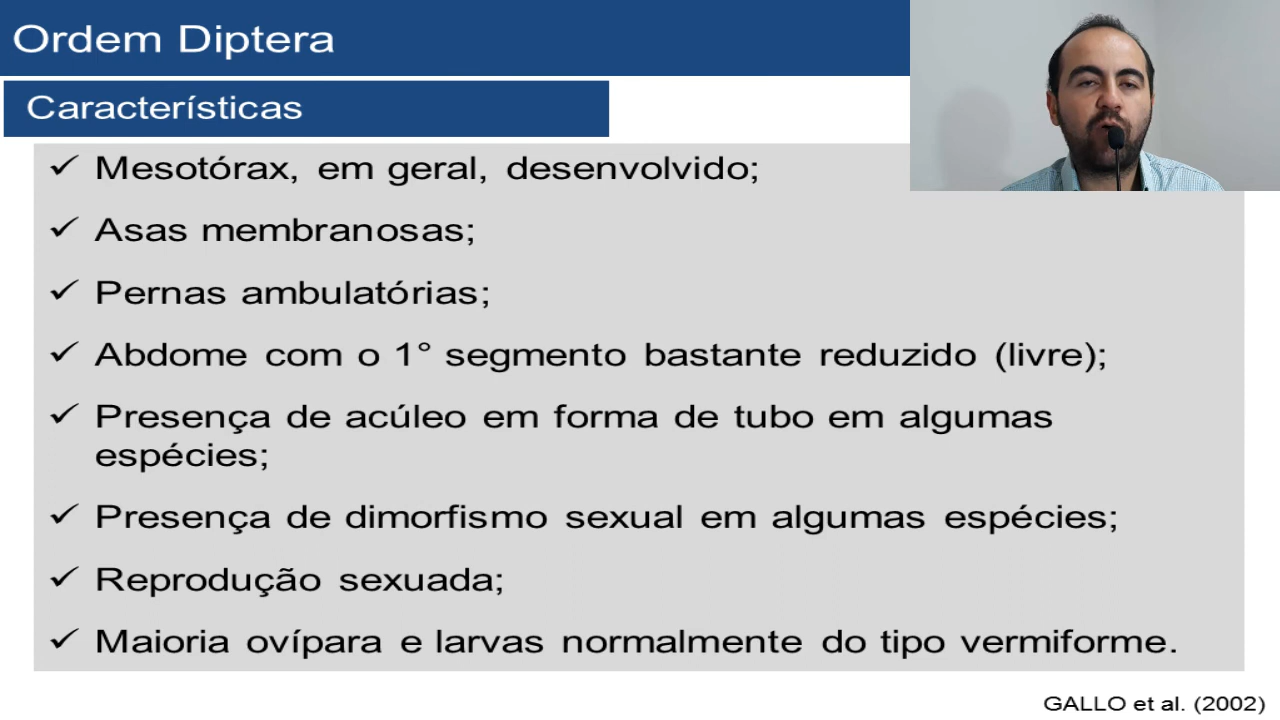 Ordem Diptera
Características
✓ Mesotórax, em geral, desenvolvido;
✓ Asas membranosas;
✓ Pernas ambulatórias;
✓ Abdome com o 1° segmento bastante reduzido (livre);
✓ Presença de acúleo em forma de tubo em algumas
espécies;
✓ Presença de dimorfismo sexual em algumas espécies;
✓ Reprodução sexuada;
✓ Maioria ovípara e larvas normalmente do tipo vermiforme.
GALLO et al. (2002)